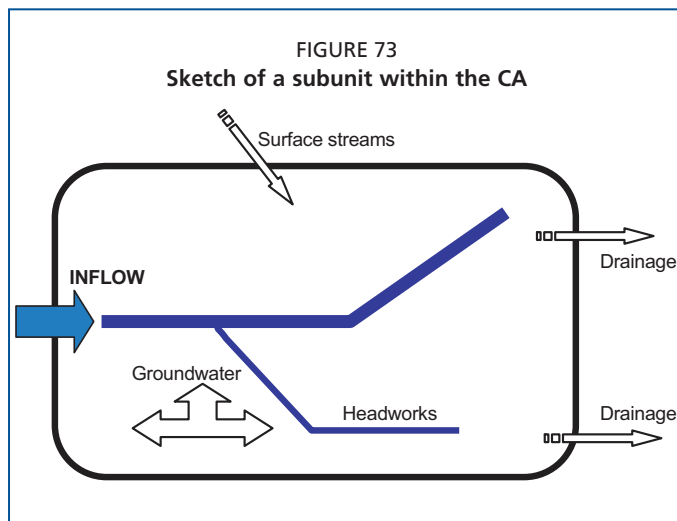 FIGURE 73
Sketch of a subunit within the CA
Surface streams
INFLOW
Drainage
Groundwater
Headworks
Drainage